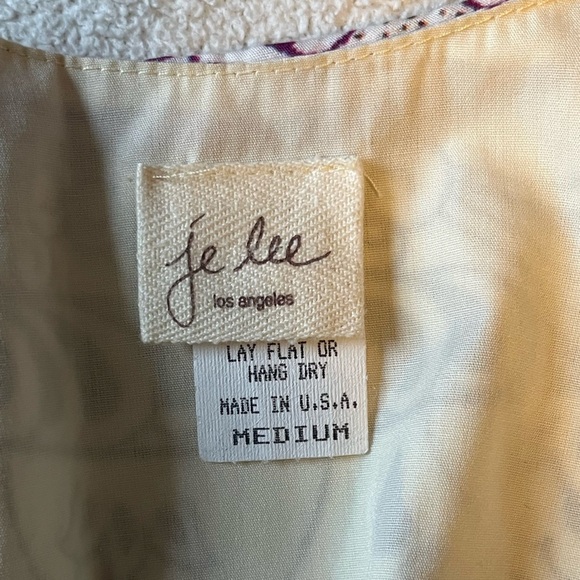 je lee
los angeles
LAY FLAT OR
HANG DRY
MADE IN U.S.A.
MEDIUM